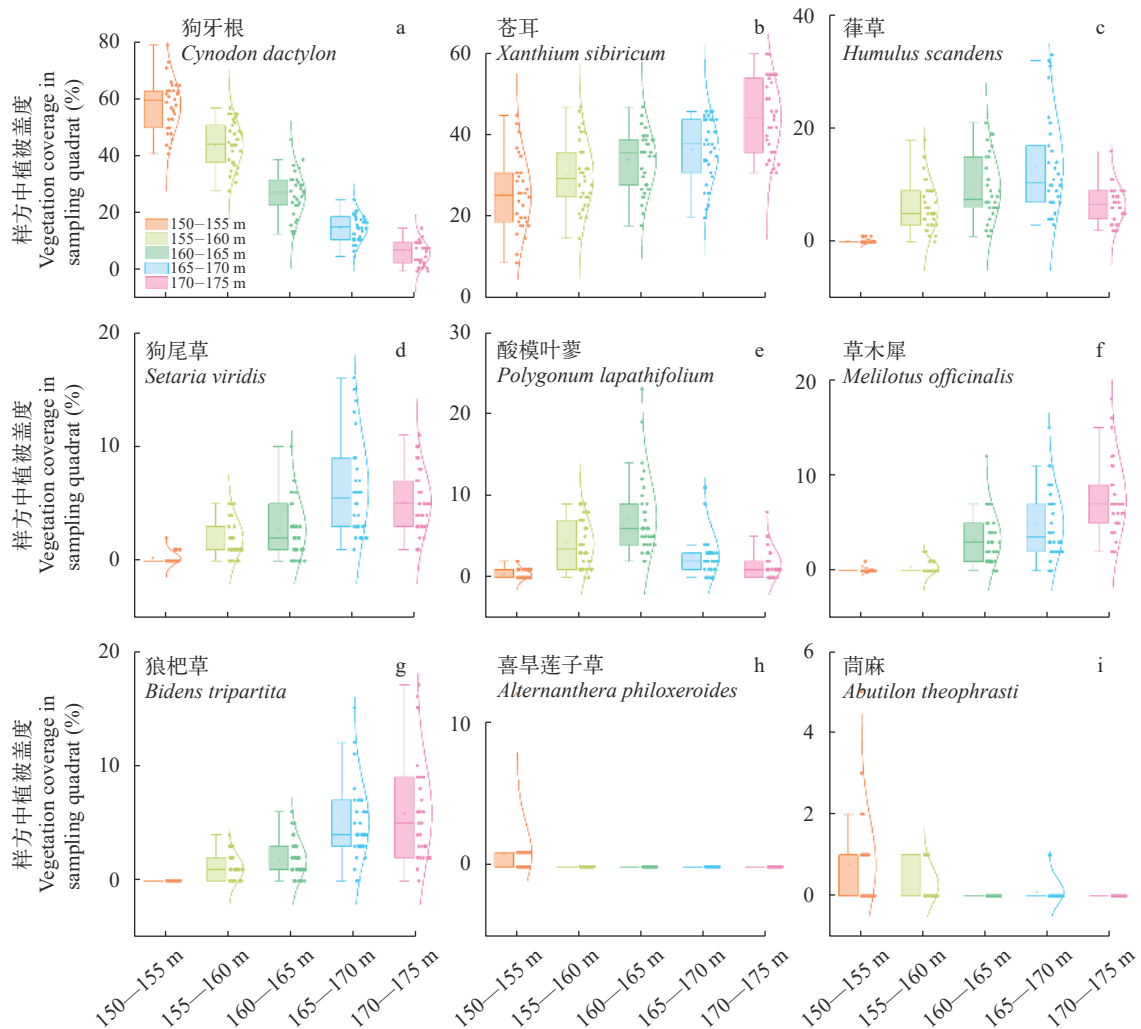 狗牙根
Cynodon dactylon
a
80
60
40
20
0
样方中植被盖度
Vegetation coverage in
sampling quadrat (%)
150−155 m
155−160 m
160−165 m
165−170 m
170−175 m
苍耳
Xanthium sibiricum
b
60
40
20
0
葎草
Humulus scandens
c
40
20
0
狗尾草
Setaria viridis
d
20
10
0
样方中植被盖度
Vegetation coverage in
sampling quadrat (%)
酸模叶蓼
Polygonum lapathifolium
e
30
20
10
0
草木犀
Melilotus officinalis
f
20
10
0
狼杷草
Bidens tripartita
g
20
10
0
样方中植被盖度
Vegetation coverage in
sampling quadrat (%)
喜旱莲子草
Alternanthera philoxeroides
h
10
0
苘麻
Abutilon theophrasti
i
6
4
2
0
150—155 m
155—160 m
160—165 m
165—170 m
170—175 m
150—155 m
155—160 m
160—165 m
165—170 m
170—175 m
150—155 m
155—160 m
160—165 m
165—170 m
170—175 m